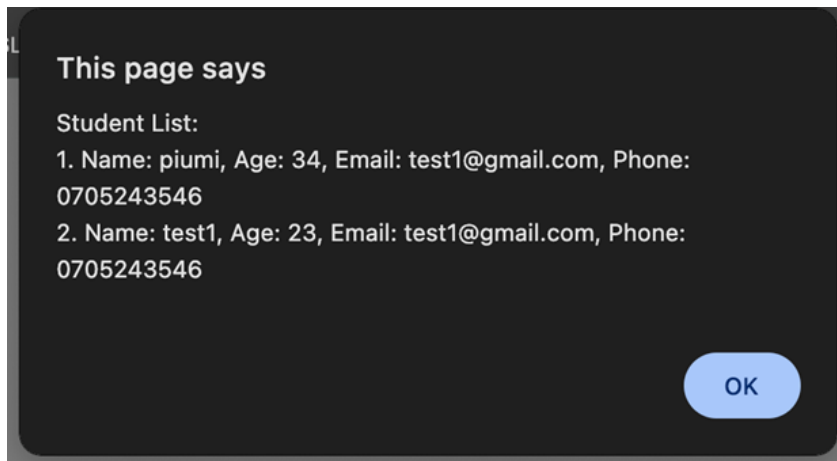 This page says
Student List:
1. Name: piumi, Age: 34, Email: test1@gmail.com, Phone:
0705243546
2. Name: test1, Age: 23, Email: test1@gmail.com, Phone:
0705243546
OK